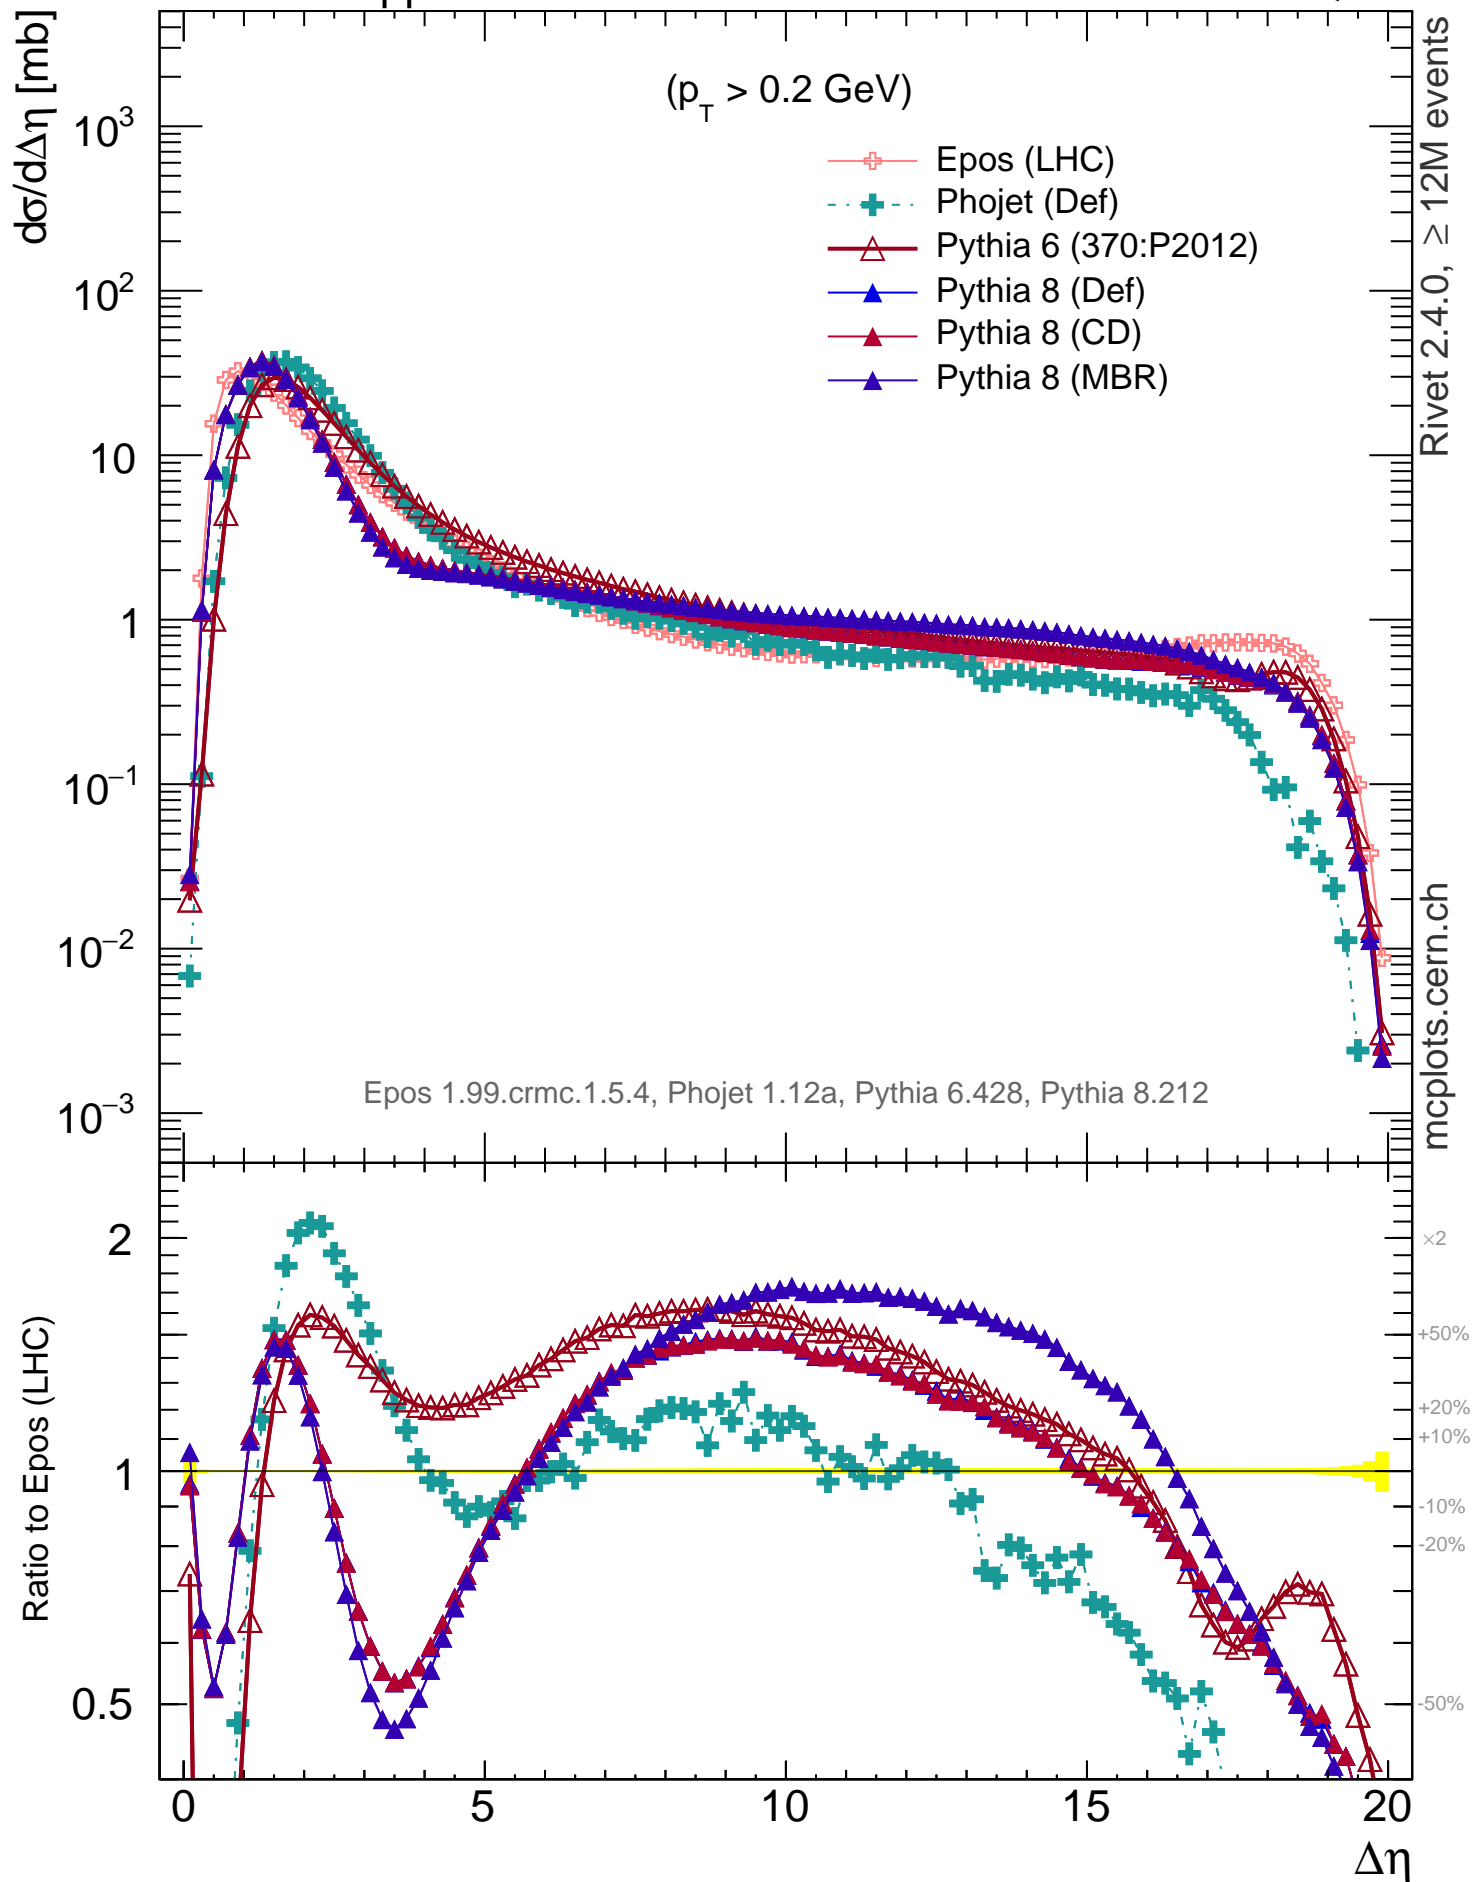 dσ/dΔη [mb]
(p_T > 0.2 GeV)
Epos (LHC)
Phojet (Def)
Pythia 6 (370:P2012)
Pythia 8 (Def)
Pythia 8 (CD)
Pythia 8 (MBR)
10³
10²
10
1
10⁻¹
10⁻²
10⁻³
Epos 1.99.crmc.1.5.4, Phojet 1.12a, Pythia 6.428, Pythia 8.212
Rivet 2.4.0, ≥ 12M events
mcplots.cern.ch
Ratio to Epos (LHC)
2
1
0.5
×2
+50%
+20%
+10%
-10%
-20%
-50%
0
5
10
15
20
Δη